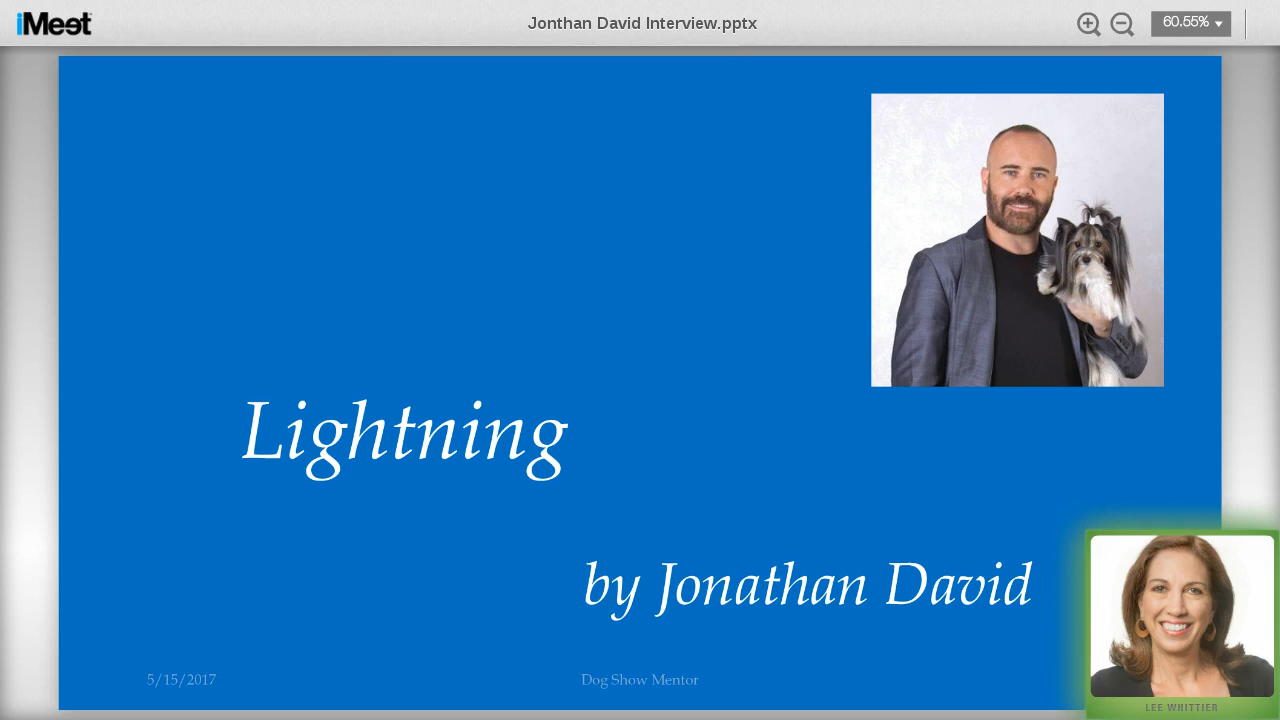 iMeet
Jonthan David Interview.pptx
60.55%
Lightning
by Jonathan David
5/15/2017
Dog Show Mentor
LEE WHITTIER